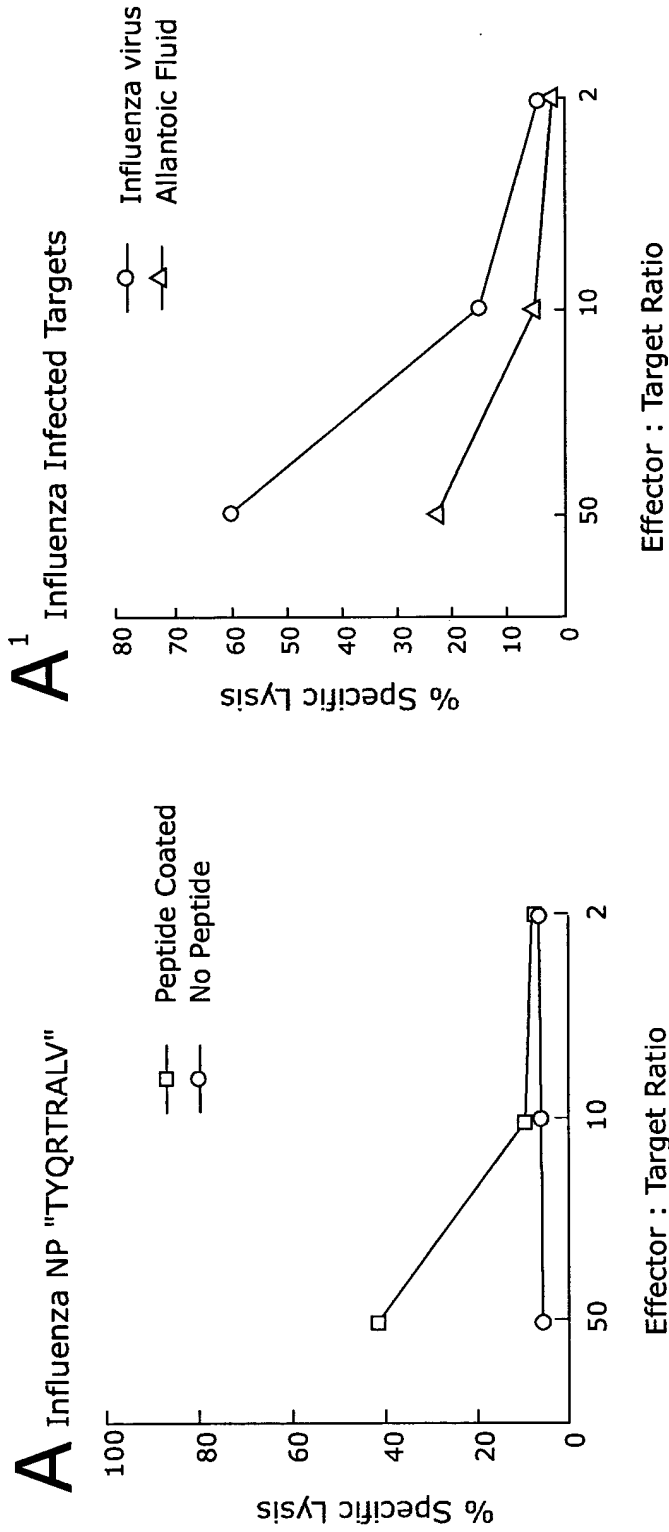 A Influenza NP "TYQRTRALV"
Peptide Coated
No Peptide
% Specific Lysis
100
80
60
40
20
0
50 10 2
Effector : Target Ratio
A1 Influenza Infected Targets
Influenza virus
Allantoic Fluid
% Specific Lysis
80
70
60
50
40
30
20
10
0
50 10 2
Effector : Target Ratio